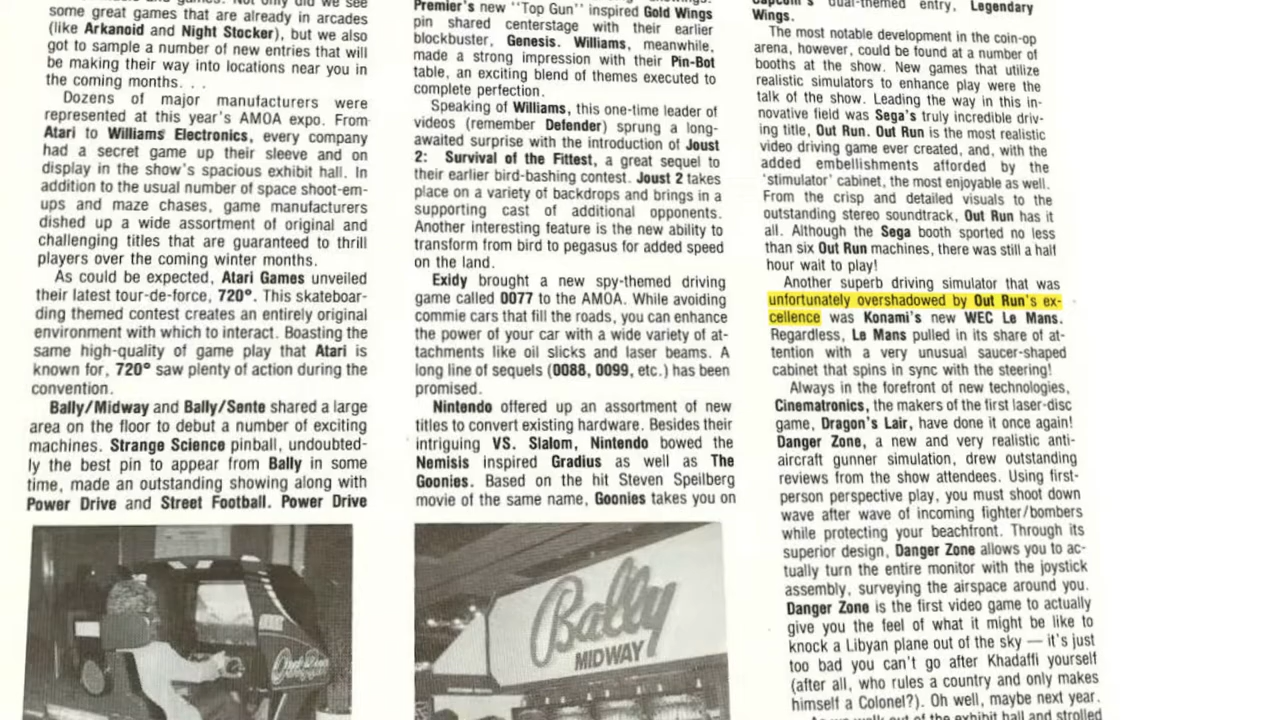 some great games that are already in arcades
(like Arkanoid and Night Stocker), but we also
got to sample a number of new entries that will
be making their way into locations near you in
the coming months. . .
Dozens of major manufacturers were
represented at this year's AMOA expo. From
Atari to Williams Electronics, every company
had a secret game up their sleeve and on
display in the show's spacious exhibit hall. In
addition to the usual number of space shoot-em-
ups and maze chases, game manufacturers
dished up a wide assortment of original and
challenging titles that are guaranteed to thrill
players over the coming winter months.
As could be expected, Atari Games unveiled
their latest tour-de-force, 720°. This skateboar-
ding themed contest creates an entirely original
environment with which to interact. Boasting the
same high-quality of game play that Atari is
known for, 720° saw plenty of action during the
convention.
Bally/Midway and Bally/Sente shared a large
area on the floor to debut a number of exciting
machines. Strange Science pinball, undoubted-
ly the best pin to appear from Bally in some
time, made an outstanding showing along with
Power Drive and Street Football. Power Drive
Premier's new "Top Gun" inspired Gold Wings
pin shared centerstage with their earlier
blockbuster, Genesis. Williams, meanwhile,
made a strong impression with their Pin-Bot
table, an exciting blend of themes executed to
complete perfection.
Speaking of Williams, this one-time leader of
videos (remember Defender) sprung a long-
awaited surprise with the introduction of Joust
2: Survival of the Fittest, a great sequel to
their earlier bird-bashing contest. Joust 2 takes
place on a variety of backdrops and brings in a
supporting cast of additional opponents.
Another interesting feature is the new ability to
transform from bird to pegasus for added speed
on the land.
Exidy brought a new spy-themed driving
game called 0077 to the AMOA. While avoiding
commie cars that fill the roads, you can enhance
the power of your car with a wide variety of at-
tachments like oil slicks and laser beams. A
long line of sequels (0088, 0099, etc.) has been
promised.
Nintendo offered up an assortment of new
titles to convert existing hardware. Besides their
intriguing VS. Slalom, Nintendo bowed the
Nemisis inspired Gradius as well as The
Goonies. Based on the hit Steven Speilberg
movie of the same name, Goonies takes you on
Bally
MIDWAY
Capcom's dual-themed entry, Legendary
Wings.
The most notable development in the coin-op
arena, however, could be found at a number of
booths at the show. New games that utilize
realistic simulators to enhance play were the
talk of the show. Leading the way in this in-
novative field was Sega's truly incredible driv-
ing title, Out Run. Out Run is the most realistic
video driving game ever created, and, with the
added embellishments afforded by the
'stimulator' cabinet, the most enjoyable as well.
From the crisp and detailed visuals to the
outstanding stereo soundtrack, Out Run has it
all. Although the Sega booth sported no less
than six Out Run machines, there was still a half
hour wait to play!
Another superb driving simulator that was
unfortunately overshadowed by Out Run's ex-
cellence was Konami's new WEC Le Mans.
Regardless, Le Mans pulled in its share of at-
tention with a very unusual saucer-shaped
cabinet that spins in sync with the steering!
Always in the forefront of new technologies,
Cinematronics, the makers of the first laser-disc
game, Dragon's Lair, have done it once again!
Danger Zone, a new and very realistic anti-
aircraft gunner simulation, drew outstanding
reviews from the show attendees. Using first-
person perspective play, you must shoot down
wave after wave of incoming fighter/bombers
while protecting your beachfront. Through its
superior design, Danger Zone allows you to ac-
tually turn the entire monitor with the joystick
assembly, surveying the airspace around you.
Danger Zone is the first video game to actually
give you the feel of what it might be like to
knock a Libyan plane out of the sky — it's just
too bad you can't go after Khadaffi yourself
(after all, who rules a country and only makes
himself a Colonel?). Oh well, maybe next year.
out of the exhibit hall and strolled